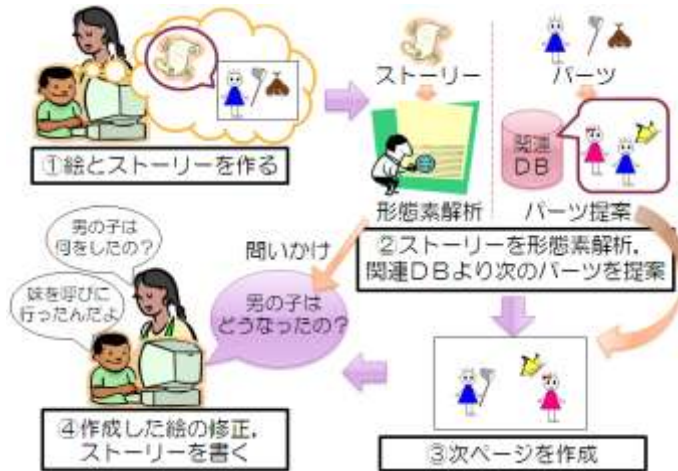 ①絵とストーリーを作る
ストーリー
パーツ
関連
DB
形態素解析
パーツ提案
②ストーリーを形態素解析,
関連DBより次のパーツを提案
問いかけ
男の子は
どうなったの?
③次ページを作成
男の子は
何をしたの?
妹を呼びに
行ったんだよ
④作成した絵の修正,
ストーリーを書く